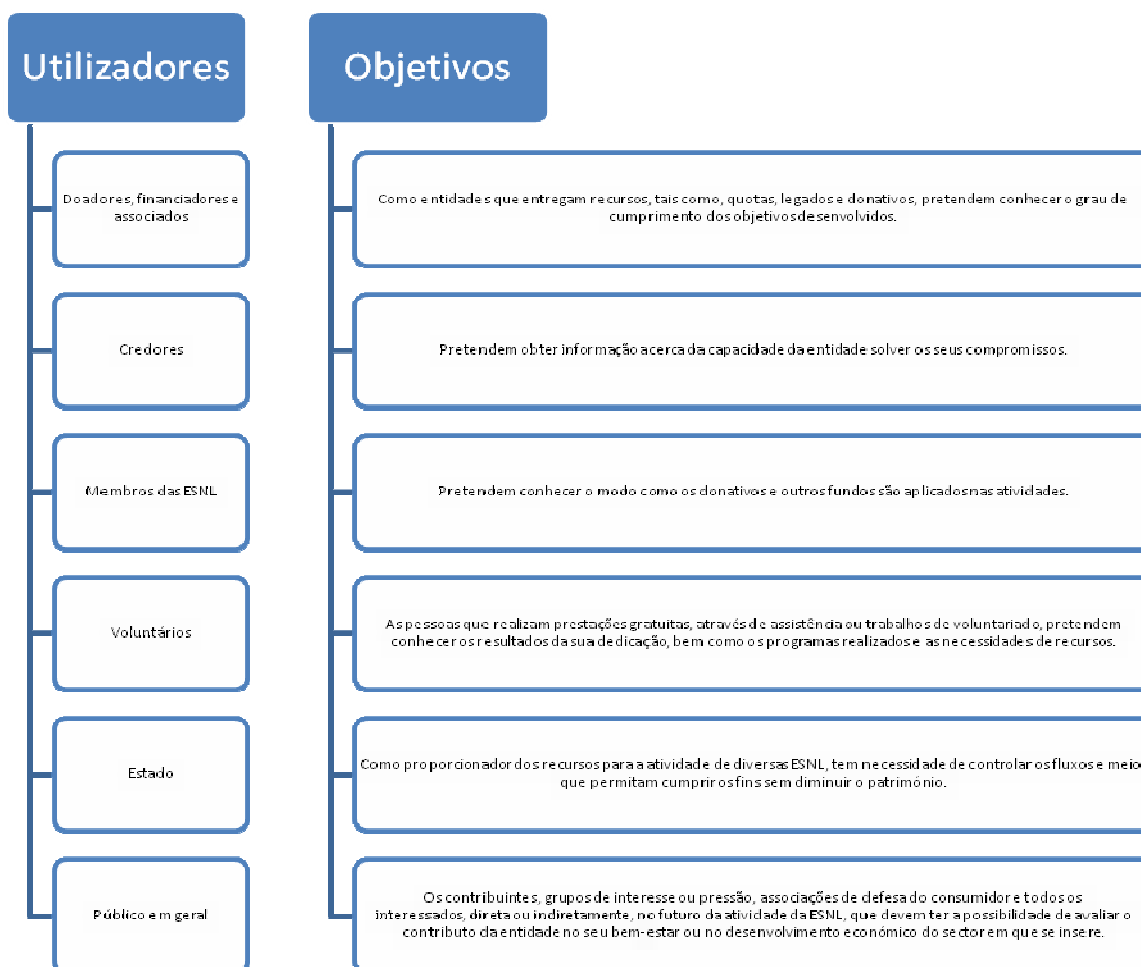 Utilizadores
Objetivos
Doadores, financiadores e
associados
Como entidades que entregam recursos, tais como, quotas, legados e donativos, pretendem conhecer o grau de
cumprimento dos objetivos desenvolvidos.
Credores
Pretendem obter informação acerca da capacidade da entidade solver os seus compromissos.
Membros das ESNL
Pretendem conhecer o modo como os donativos e outros fundos são aplicados nas atividades.
Voluntários
As pessoas que realizam prestações gratuitas, através de assistência ou trabalhos de voluntariado, pretendem
conhecer os resultados da sua dedicação, bem como os programas realizados e as necessidades de recursos.
Estado
Como proporcionador dos recursos para a atividade de diversas ESNL, tem necessidade de controlar os fluxos e meio
que permitam cumprir os fins sem diminuir o património.
Público em geral
Os contribuintes, grupos de interesse ou pressão, associações de defesa do consumidor e todos os
interessados, direta ou indiretamente, no futuro da atividade da ESNL, que devem ter a possibilidade de avaliar o
contributo da entidade no seu bem-estar ou no desenvolvimento económico do sector em que se insere.